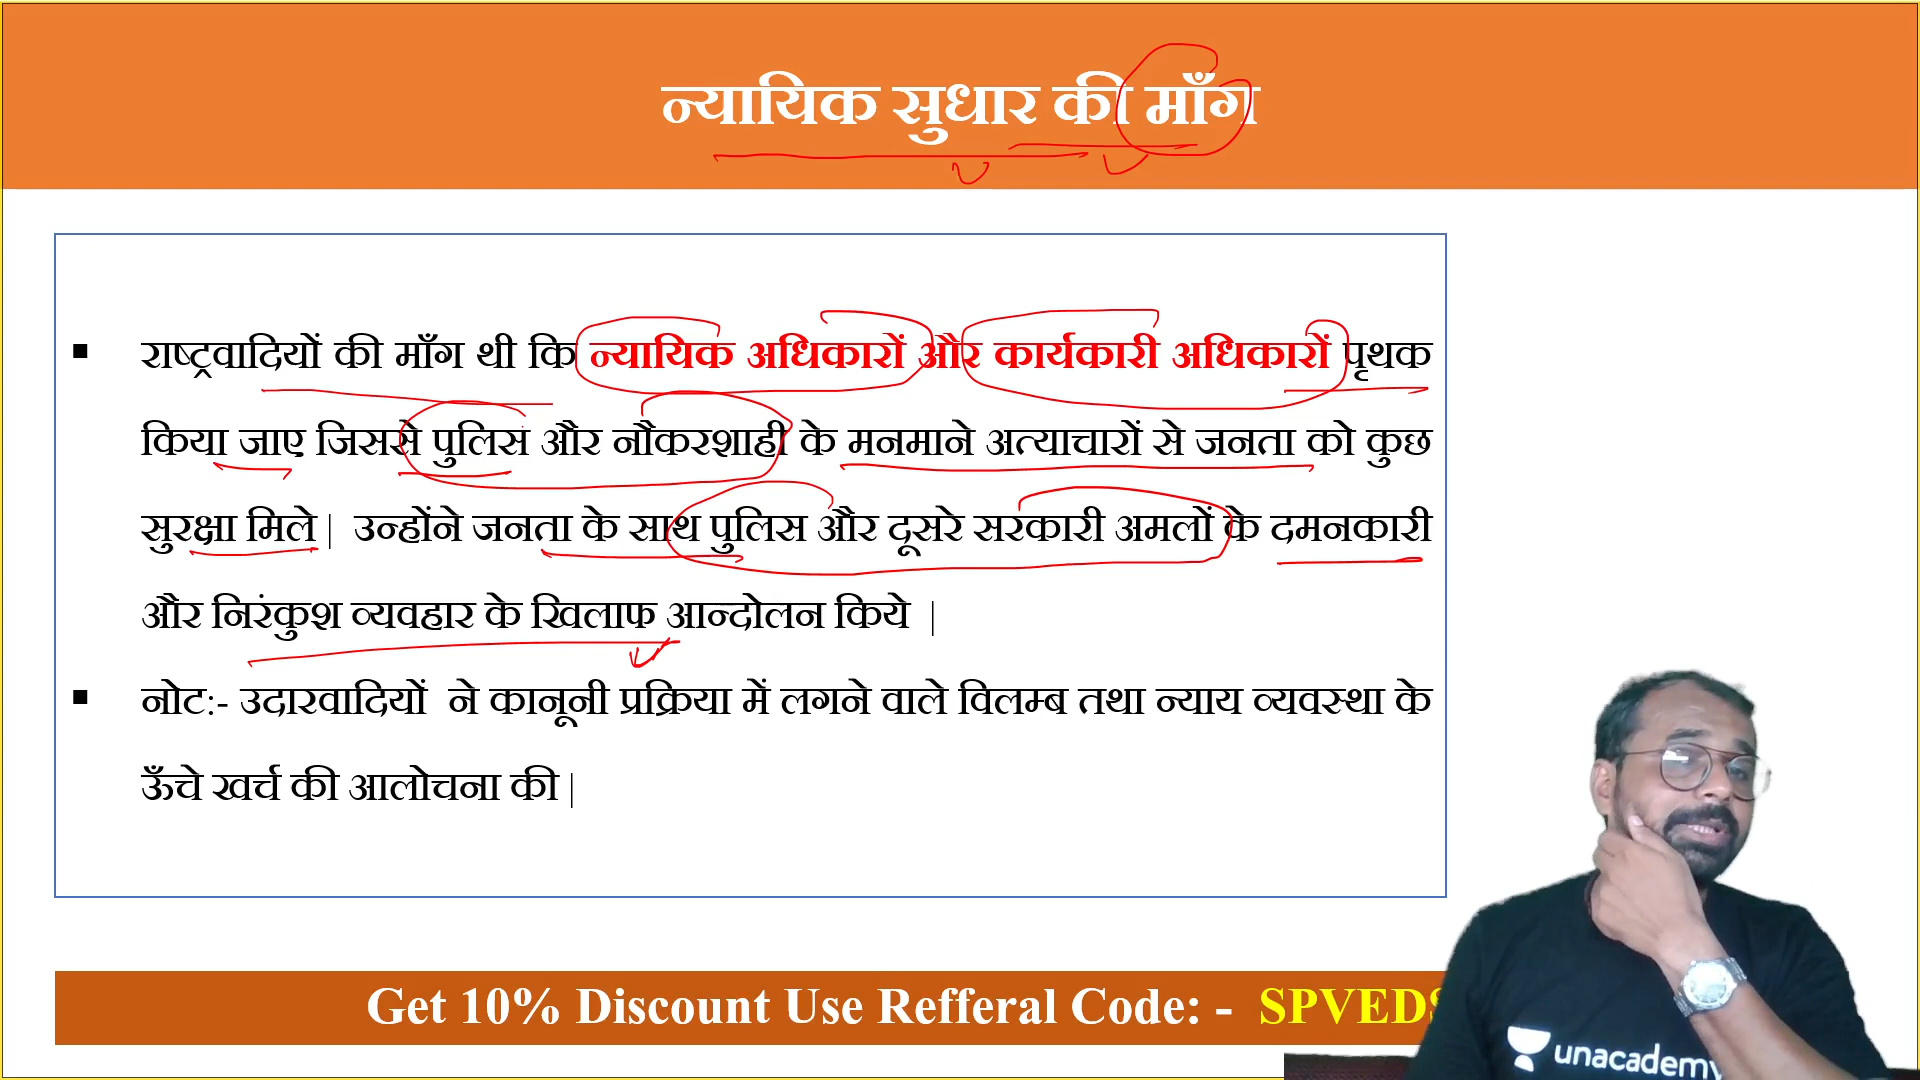 न्यायिक सुधार की माँग
▪ राष्ट्रवादियों की माँग थी कि न्यायिक अधिकारों और कार्यकारी अधिकारों पृथक
किया जाए जिससे पुलिस और नौकरशाही के मनमाने अत्याचारों से जनता को कुछ
सुरक्षा मिले | उन्होंने जनता के साथ पुलिस और दूसरे सरकारी अमलों के दमनकारी
और निरंकुश व्यवहार के खिलाफ आन्दोलन किये |
▪ नोट:- उदारवादियों ने कानूनी प्रक्रिया में लगने वाले विलम्ब तथा न्याय व्यवस्था के
ऊँचे खर्च की आलोचना की |
Get 10% Discount Use Refferal Code: -
unacademy